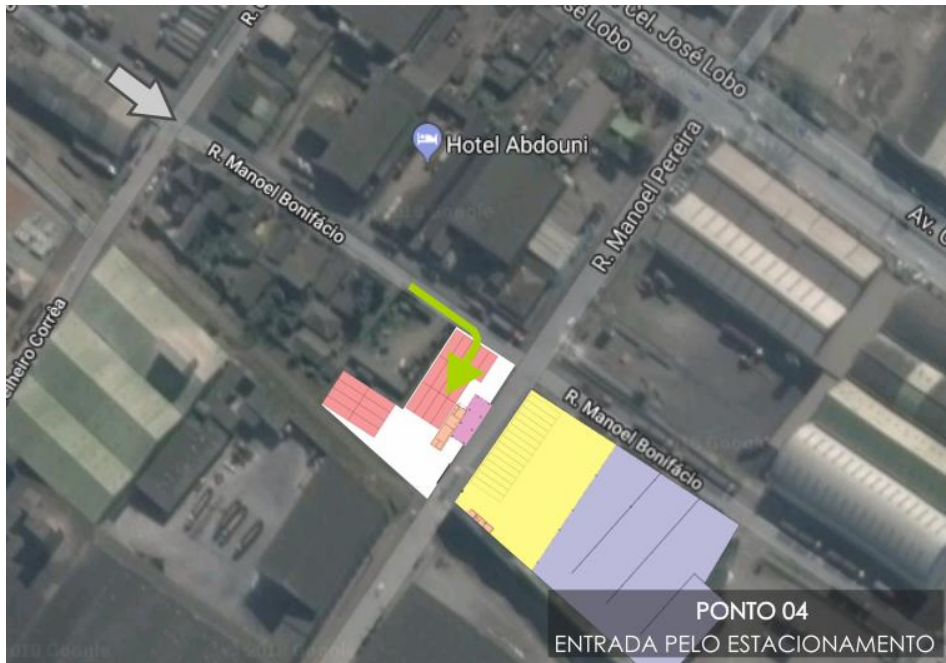 José Lobo
Cel. José Lobo
Hotel Abdouni
R. Manoel Bonifácio
R. Manoel Pereira
Av.
R. Manoel Bonifácio
Corrêa
PONTO 04
ENTRADA PELO ESTACIONAMENTO